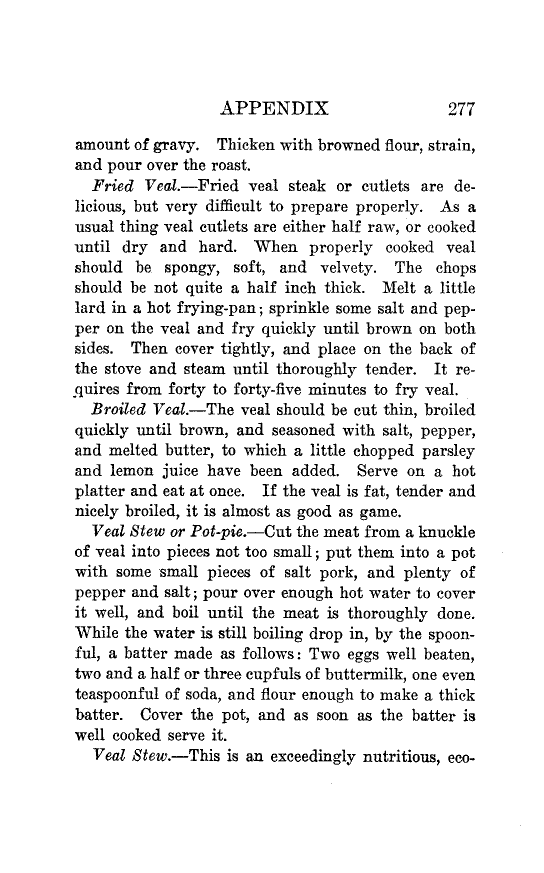 APPENDIX 277
amount of gravy. Thicken with browned flour, strain,
and pour over the roast.
Fried Veal.—Fried veal steak or cutlets are de-
licious, but very difficult to prepare properly. As a
usual thing veal cutlets are either half raw, or cooked
until dry and hard. When properly cooked veal
should be spongy, soft, and velvety. The chops
should be not quite a half inch thick. Melt a little
lard in a hot frying-pan; sprinkle some salt and pep-
per on the veal and fry quickly until brown on both
sides. Then cover tightly, and place on the back of
the stove and steam until thoroughly tender. It re-
quires from forty to forty-five minutes to fry veal.
Broiled Veal.—The veal should be cut thin, broiled
quickly until brown, and seasoned with salt, pepper,
and melted butter, to which a little chopped parsley
and lemon juice have been added. Serve on a hot
platter and eat at once. If the veal is fat, tender and
nicely broiled, it is almost as good as game.
Veal Stew or Pot-pie.—Cut the meat from a knuckle
of veal into pieces not too small; put them into a pot
with some small pieces of salt pork, and plenty of
pepper and salt; pour over enough hot water to cover
it well, and boil until the meat is thoroughly done.
While the water is still boiling drop in, by the spoon-
ful, a batter made as follows: Two eggs well beaten,
two and a half or three cupfuls of buttermilk, one even
teaspoonful of soda, and flour enough to make a thick
batter. Cover the pot, and as soon as the batter is
well cooked serve it.
Veal Stew.—This is an exceedingly nutritious, eco-